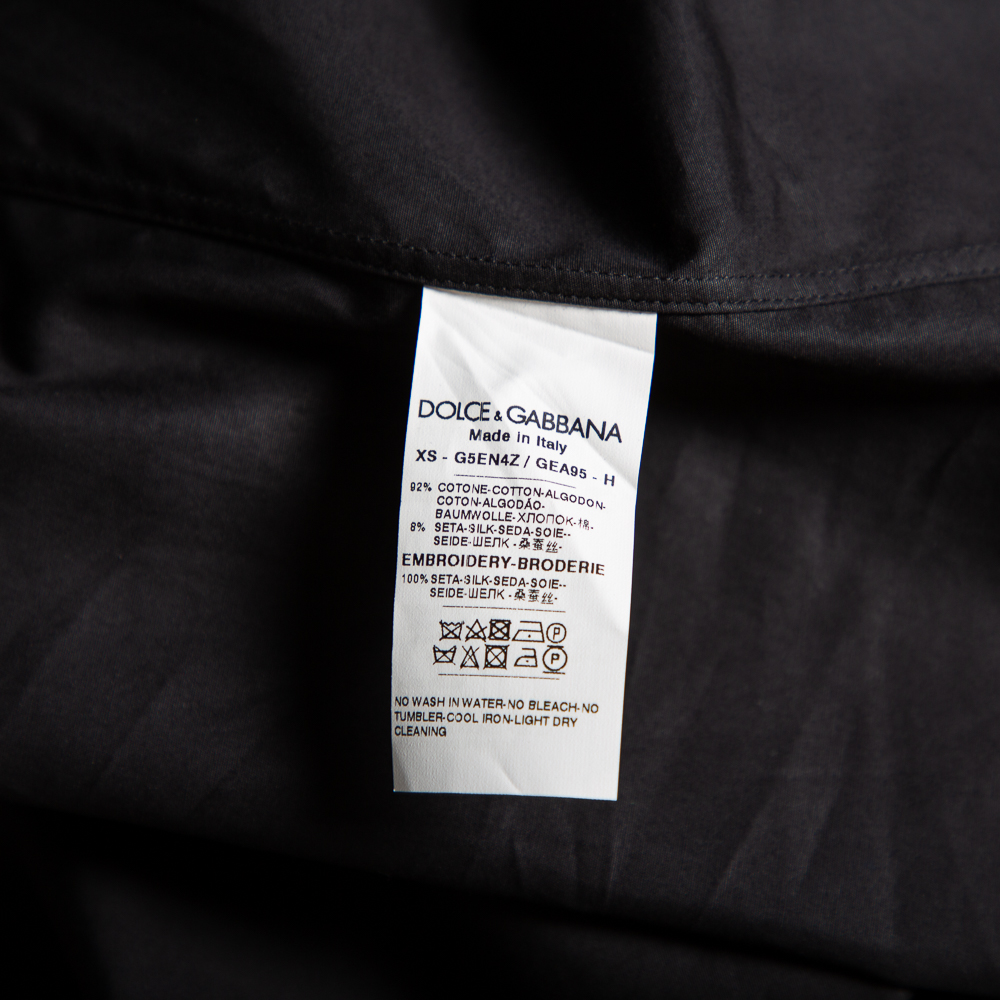 DOLCE & GABBANA
Made in Italy
XS - G5EN4Z / GEA95 - H
92% COTONE-COTTON-ALGODON-
COTON-ALGODÃO-
BAUMWOLLE-ХЛОПОК-棉-
8% SETA-SILK-SEDA-SOIE--
SEIDE-ШЕЛК -桑蚕丝-
EMBROIDERY-BRODERIE
100% SETA-SILK-SEDA-SOIE--
SEIDE-ШЕЛК -桑蚕丝-
P
P
NO WASH IN WATER-NO BLEACH-NO
TUMBLER-COOL IRON-LIGHT DRY
CLEANING